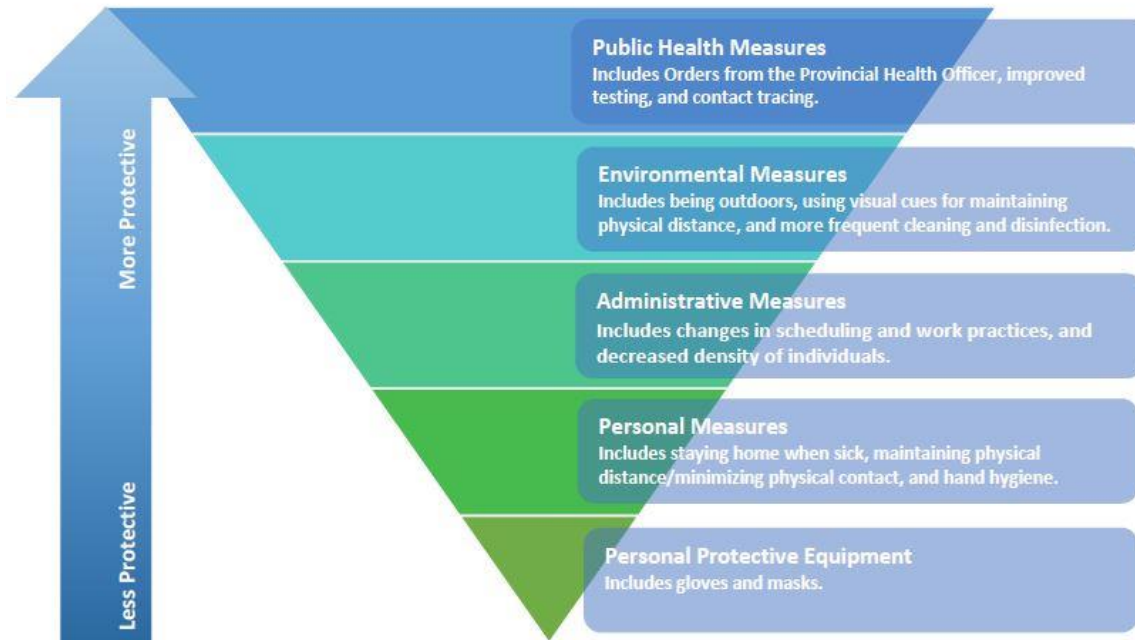 Public Health Measures
Includes Orders from the Provincial Health Officer, improved
testing, and contact tracing.
Environmental Measures
Includes being outdoors, using visual cues for maintaining
physical distance, and more frequent cleaning and disinfection.
Administrative Measures
Includes changes in scheduling and work practices, and
decreased density of individuals.
Personal Measures
Includes staying home when sick, maintaining physical
distance/minimizing physical contact, and hand hygiene.
Personal Protective Equipment
Includes gloves and masks.
More Protective
Less Protective